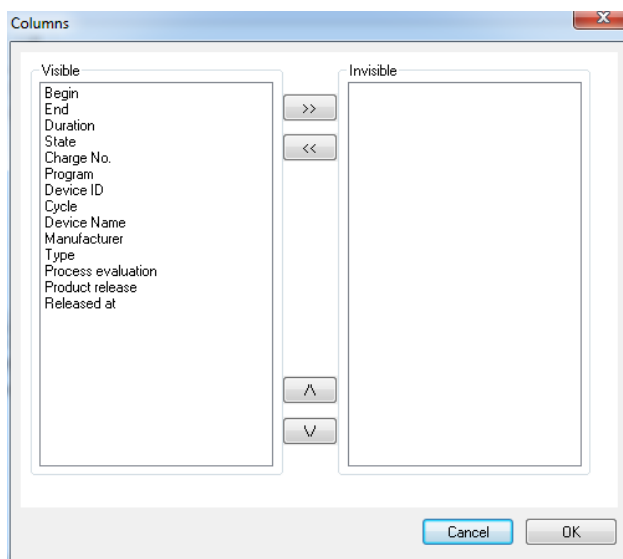 Columns
Visible
Begin
End
Duration
State
Charge No.
Program
Device ID
Cycle
Device Name
Manufacturer
Type
Process evaluation
Product release
Released at
>>
<<
/\
\/
Invisible
Cancel
OK